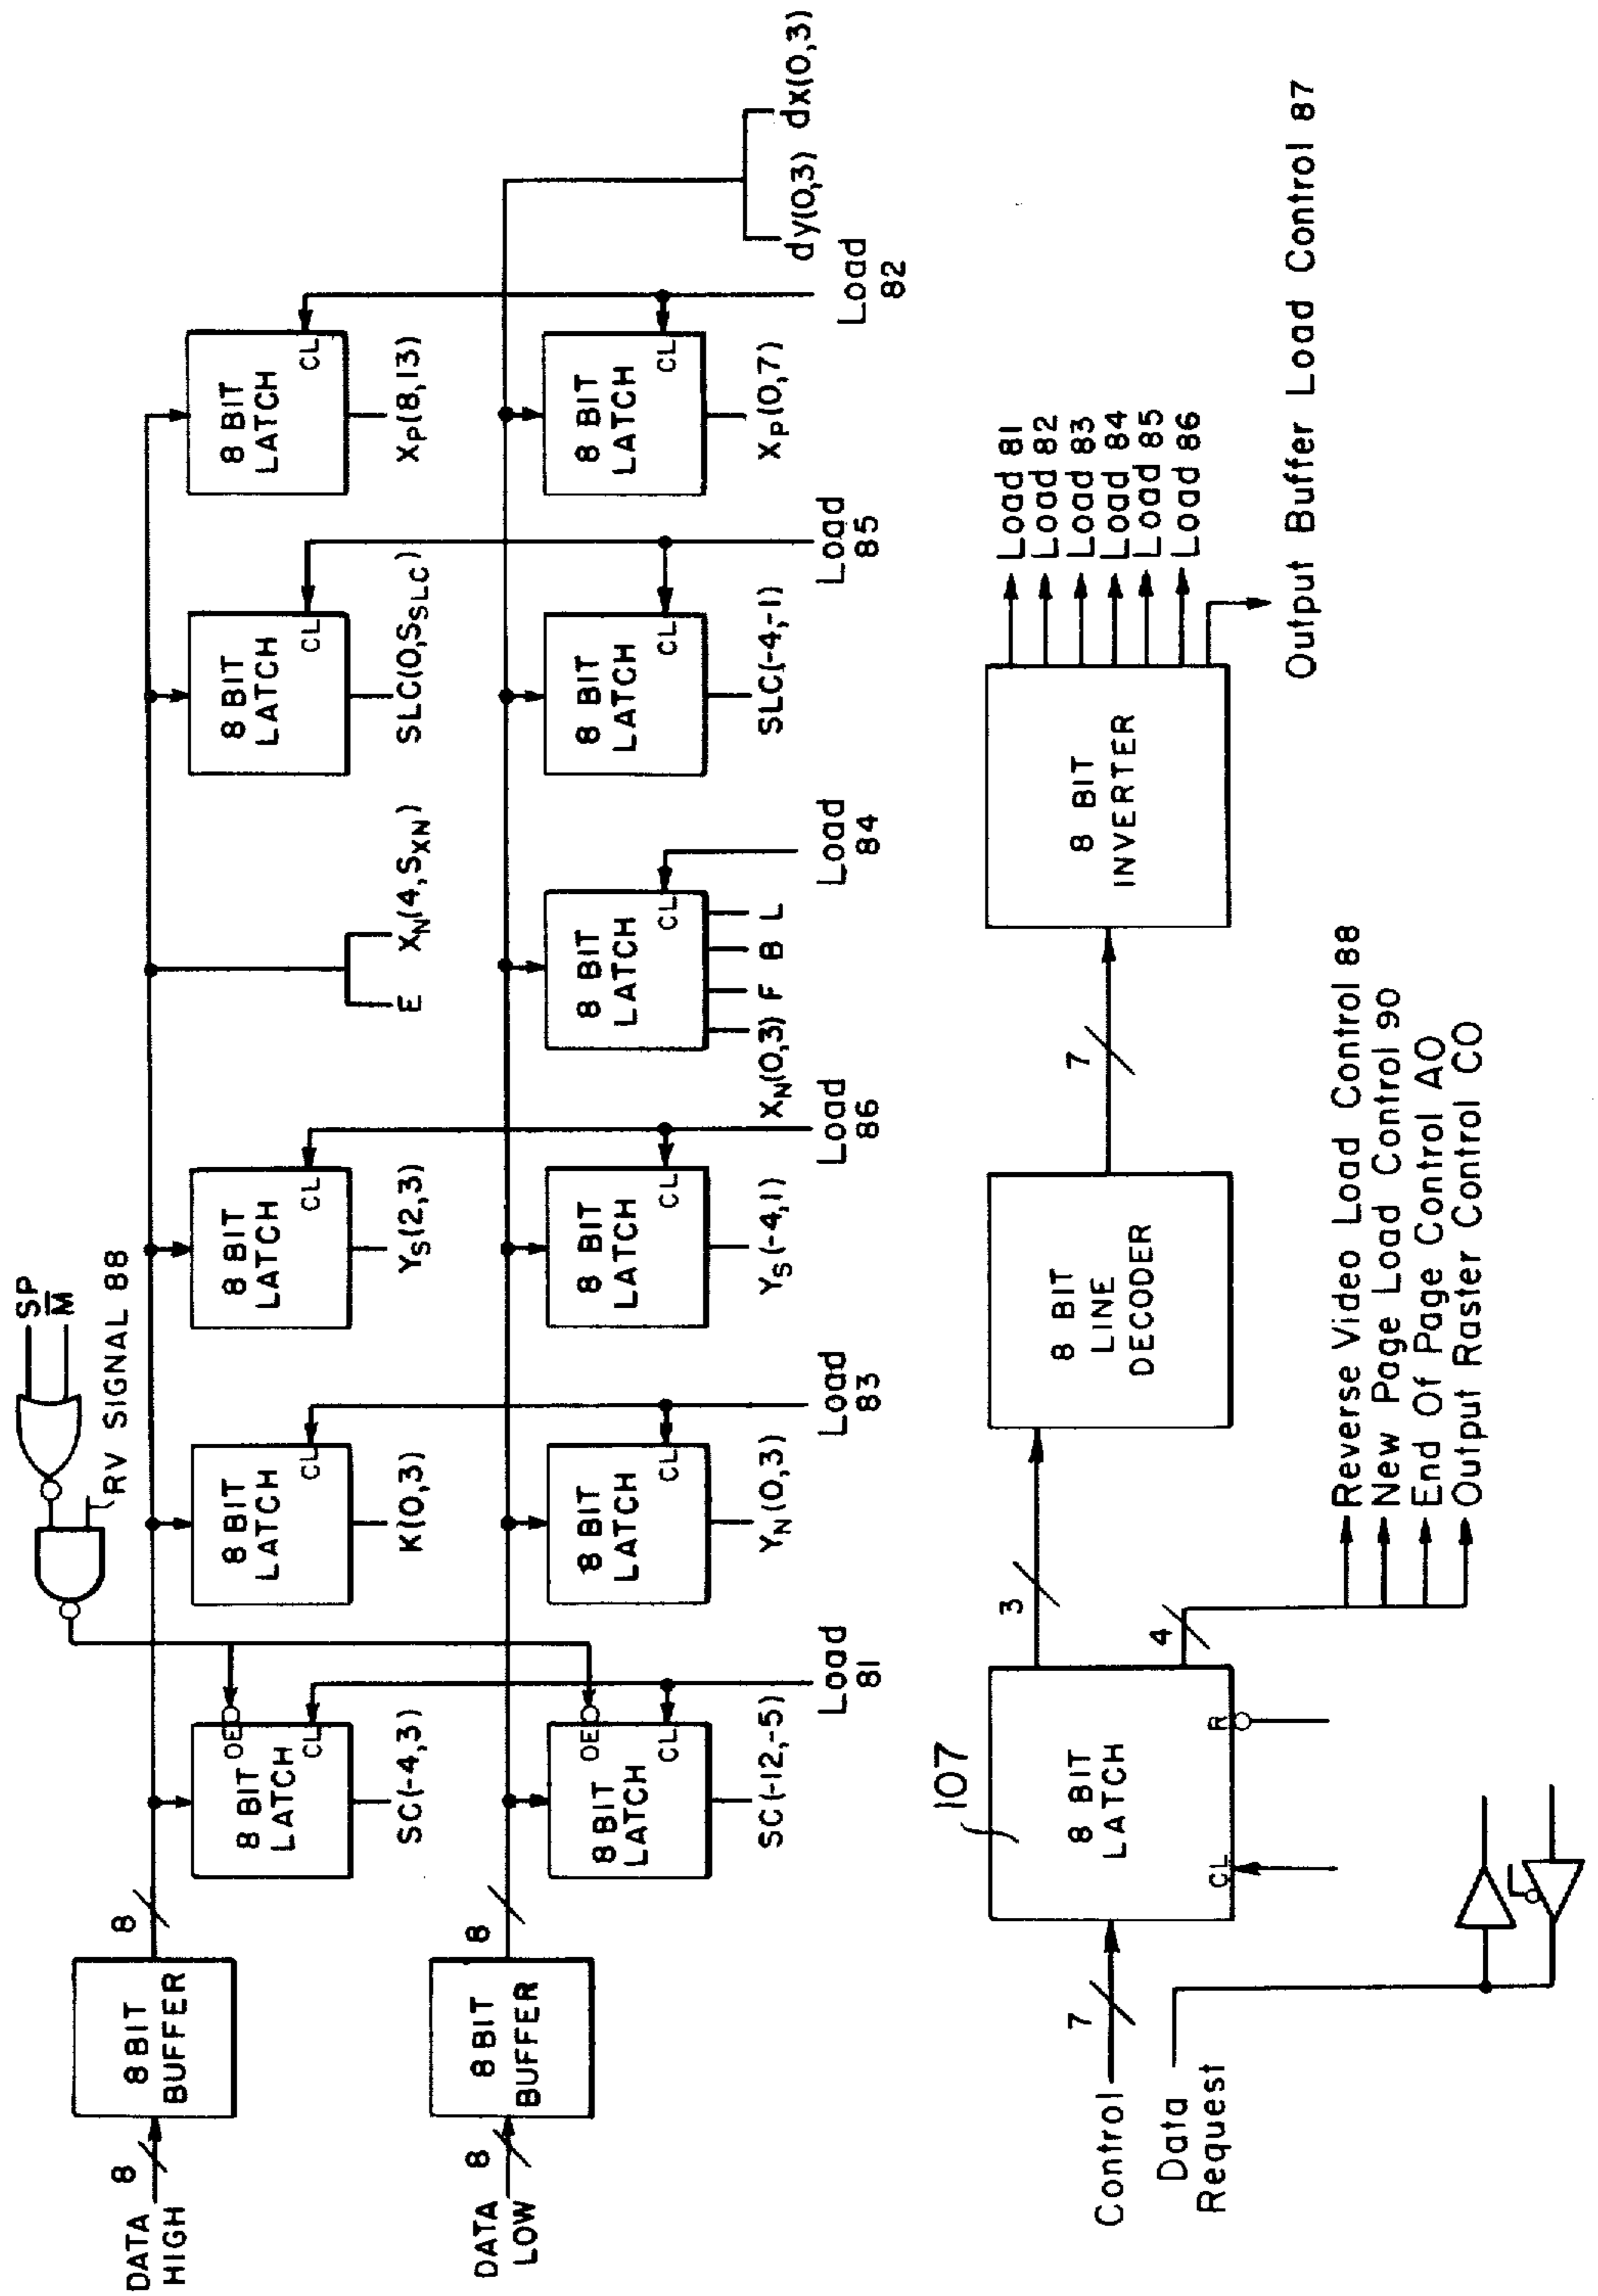 SP
M
RV SIGNAL 88
DATA
HIGH
8
8 BIT
BUFFER
8
8 BIT
LATCH
OE
CL
SC(-4,3)
8 BIT
LATCH
CL
K(0,3)
8 BIT
LATCH
CL
YS(2,3)
E
XN(4,SXN)
8 BIT
LATCH
CL
SLC(0,SSLC)
8 BIT
LATCH
CL
XP(8,13)
DATA
LOW
8
8 BIT
BUFFER
8
8 BIT
LATCH
OE
CL
SC(-12,-5)
Load
81
8 BIT
LATCH
CL
YN(0,3)
Load
83
8 BIT
LATCH
CL
YS(-4,1)
Load
86
8 BIT
LATCH
CL
XN(0,3) F B L
Load
84
8 BIT
LATCH
CL
SLC(-4,-1)
Load
85
8 BIT
LATCH
CL
XP(0,7)
Load
82
dy(0,3) dx(0,3)
Control
7
107
8 BIT
LATCH
CL
R
3
4
8 BIT
LINE
DECODER
7
8 BIT
INVERTER
Load 81
Load 82
Load 83
Load 84
Load 85
Load 86
Output Buffer Load Control 87
Reverse Video Load Control 88
New Page Load Control 90
End Of Page Control AO
Output Raster Control CO
Data
Request